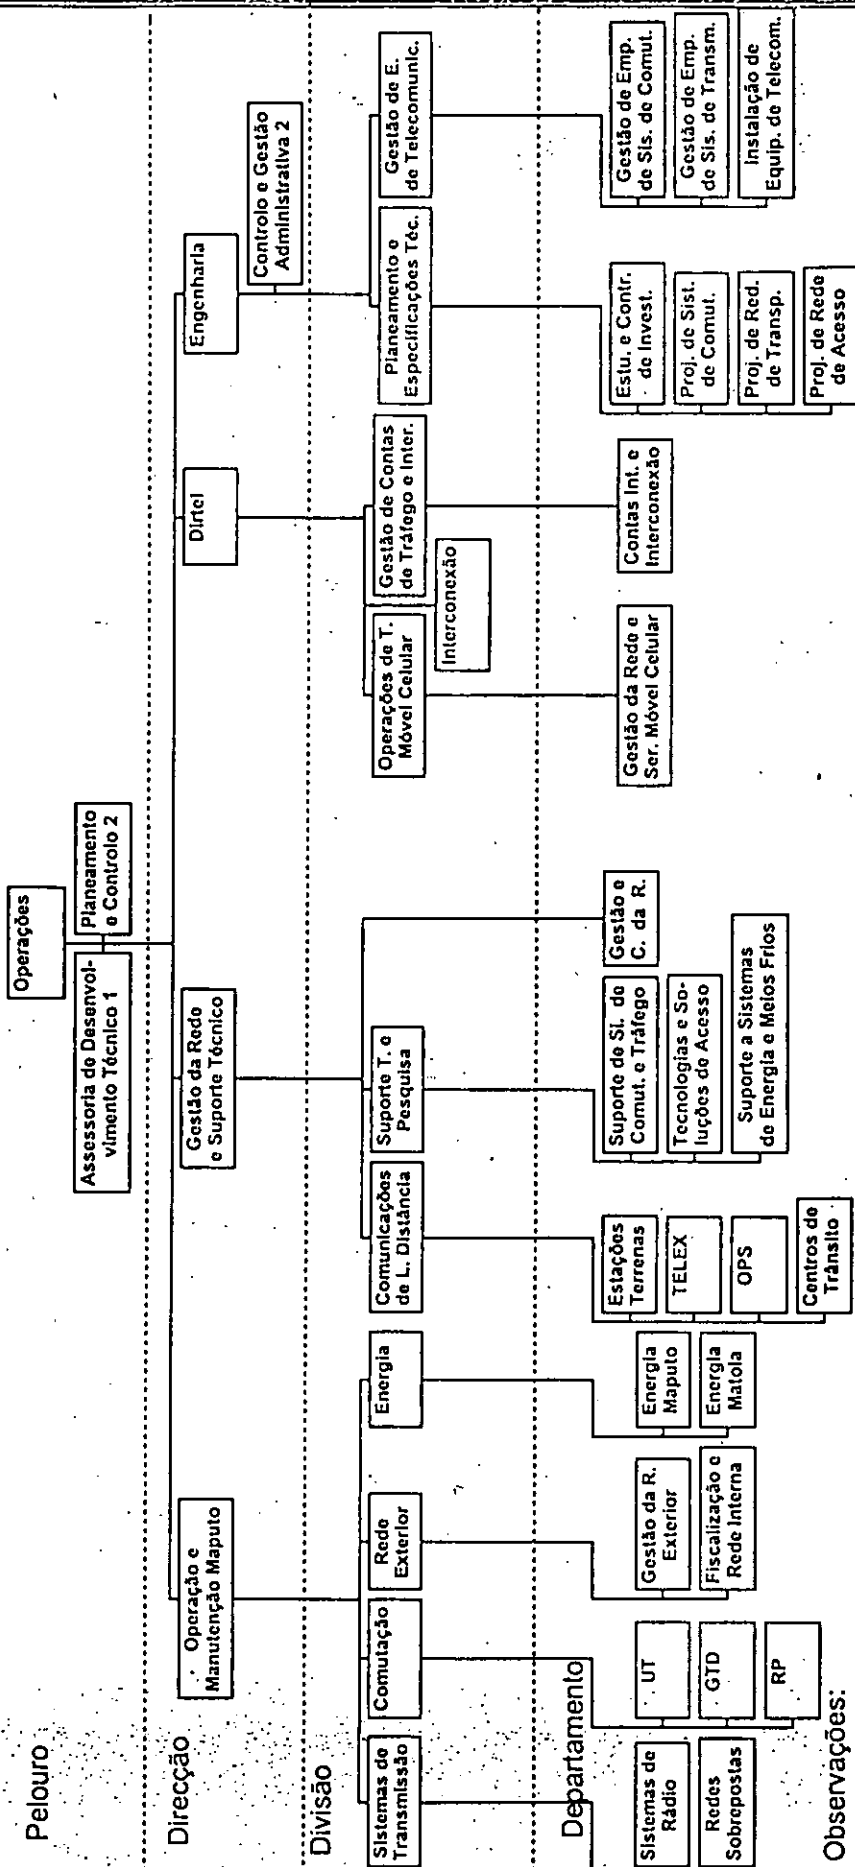 Pelouro
Operações
Assessoria de Desenvol-
vimento Técnico 1
Planeamento
e Controlo 2
Direcção
Operação e
Manutenção Maputo
Gestão da Rede
e Suporte Técnico
Dirtel
Engenharia
Controlo e Gestão
Administrativa 2
Divisão
Sistemas de
Transmissão
Comutação
Rede
Exterior
Energia
Comunicações
de L. Distância
Suporte T. e
Pesquisa
Operações de T.
Móvel Celular
Gestão de Contas
de Tráfego e Inter.
Interconexão
Planeamento e
Especificações Téc.
Gestão de E.
de Telecomunic.
Departamento
Sistemas de
Rádio
Redes
Sobrepostas
UT
GTD
RP
Gestão da R.
Exterior
Fiscalização e
Rede Interna
Energia
Maputo
Energia
Matola
Estações
Terrenas
TELEX
OPS
Centros de
Trânsito
Suporte de Si. de
Comut. e Tráfego
Tecnologias e So-
luções de Acesso
Suporte a Sistemas
de Energia e Meios Frios
Gestão e
C. da R.
Gestão da Rede e
Ser. Móvel Celular
Contas Int. e
Interconexão
Estu. e Contr.
de Invest.
Proj. de Sist.
de Comut.
Proj. de Red.
de Transp.
Proj. de Rede
de Acesso
Gestão de Emp.
de Sis. de Comut.
Gestão de Emp.
de Sis. de Transm.
Instalação de
Equip. de Telecom.
Observações: